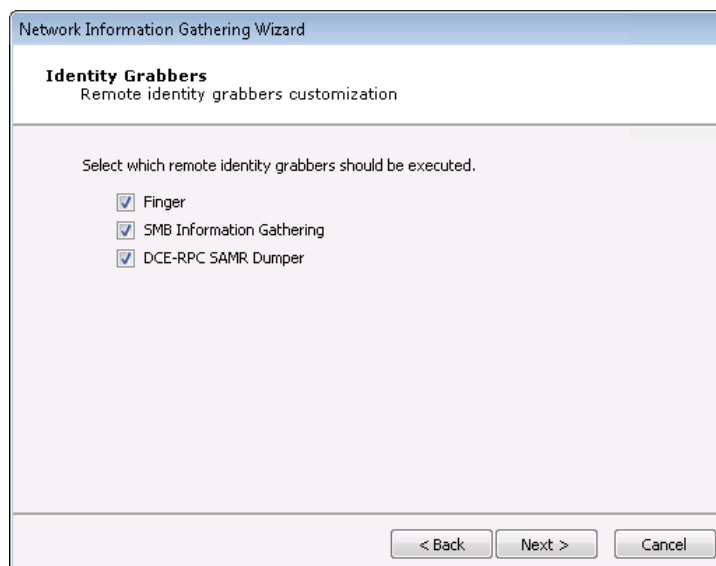 Network Information Gathering Wizard
Identity Grabbers
Remote identity grabbers customization
Select which remote identity grabbers should be executed.
Finger
SMB Information Gathering
DCE-RPC SAMR Dumper
< Back
Next >
Cancel